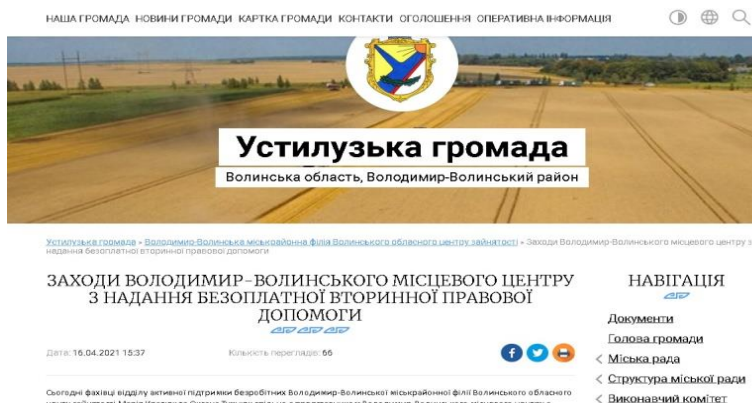 НАША ГРОМАДА НОВИНИ ГРОМАДИ КАРТКА ГРОМАДИ КОНТАКТИ ОГОЛОШЕННЯ ОПЕРАТИВНА ІНФОРМАЦІЯ
Устилузька громада
Волинська область, Володимир-Волинський район
Устилузька громада » Володимир-Волинська міськрайонна філія Волинського обласного центру зайнятості » Заходи Володимир-Волинського місцевого центру з
надання безоплатної вторинної правової допомоги
ЗАХОДИ ВОЛОДИМИР-ВОЛИНСЬКОГО МІСЦЕВОГО ЦЕНТРУ
З НАДАННЯ БЕЗОПЛАТНОЇ ВТОРИННОЇ ПРАВОВОЇ
ДОПОМОГИ
Дата: 16.04.2021 15:37
Кількість переглядів: 66
Сьогодні фахівці відділу активної підтримки безробітних Володимир-Волинської міськрайонної філії Волинського обласного
НАВІГАЦІЯ
Документи
Голова громади
< Міська рада
< Структура міської ради
< Виконавчий комітет